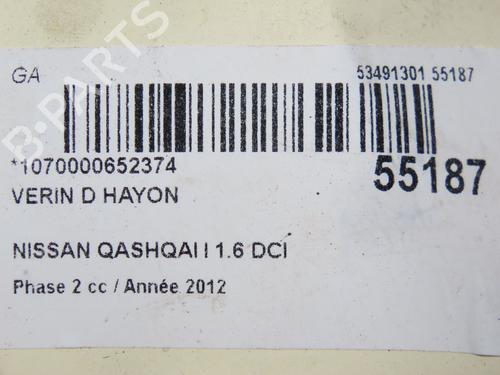 GA
53491301 55187
*1070000652374
55187
VERIN D HAYON
NISSAN QASHQAI I 1.6 DCI
Phase 2 cc / Année 2012
B-PARTS